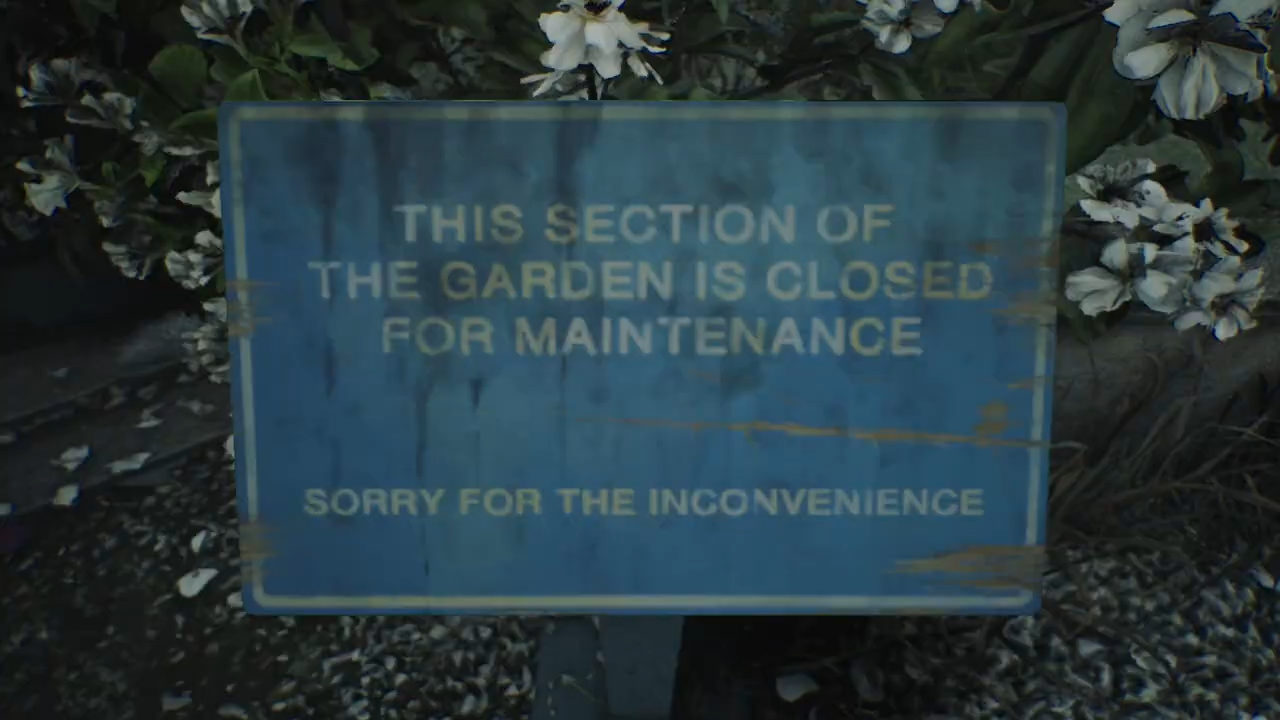 THIS SECTION OF
THE GARDEN IS CLOSED
FOR MAINTENANCE
SORRY FOR THE INCONVENIENCE